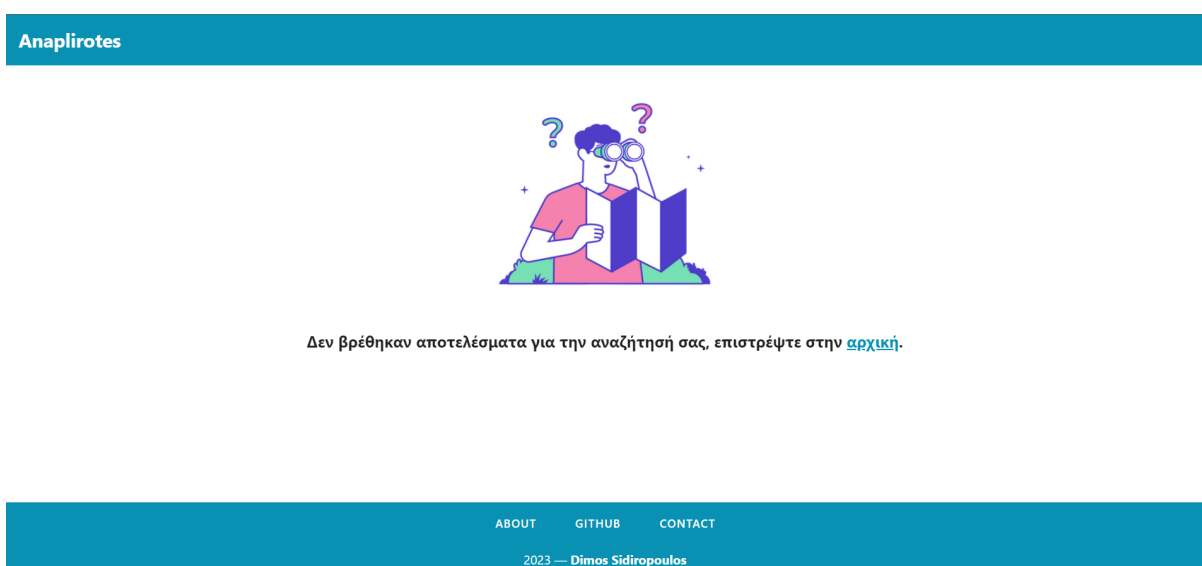 Anaplirotes
? ?
Δεν βρέθηκαν αποτελέσματα για την αναζήτησή σας, επιστρέψτε στην αρχική.
ABOUT GITHUB CONTACT
2023 — Dimos Sidiropoulos